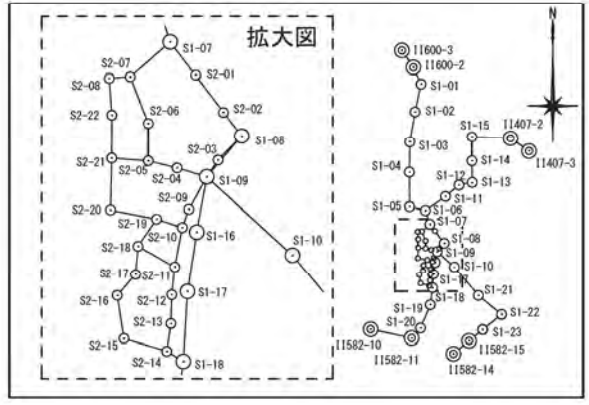 拡大図
S1-07
S2-07
S2-01
S2-08
S2-22
S2-06
S2-02
S1-08
S2-03
S2-21
S2-05
S2-04
S1-09
S2-20
S2-09
S2-19
S2-10
S1-16
S2-18
S1-10
S2-17
S2-11
S2-16
S2-12
S1-17
S2-13
S2-15
S2-14
S1-18
N
II600-3
II600-2
S1-01
S1-02
S1-15
II407-2
S1-03
II407-3
S1-14
S1-04
S1-12
S1-13
S1-11
S1-05
S1-06
S1-07
S1-08
S1-09
S1-10
S1-18
S1-21
S1-19
S1-22
S1-20
S1-23
II582-10
II582-11
II582-15
II582-14